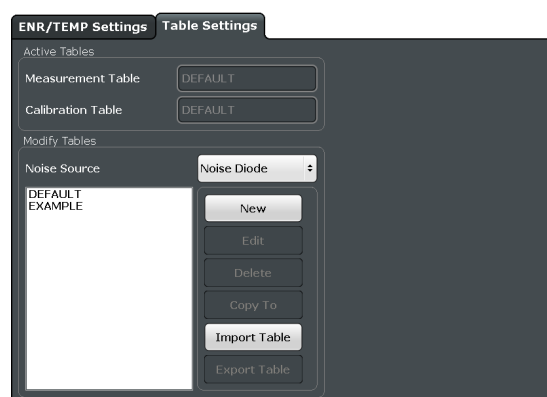 ENR/TEMP Settings Table Settings
Active Tables
Measurement Table DEFAULT
Calibration Table DEFAULT
Modify Tables
Noise Source Noise Diode
DEFAULT
EXAMPLE
New
Edit
Delete
Copy To
Import Table
Export Table